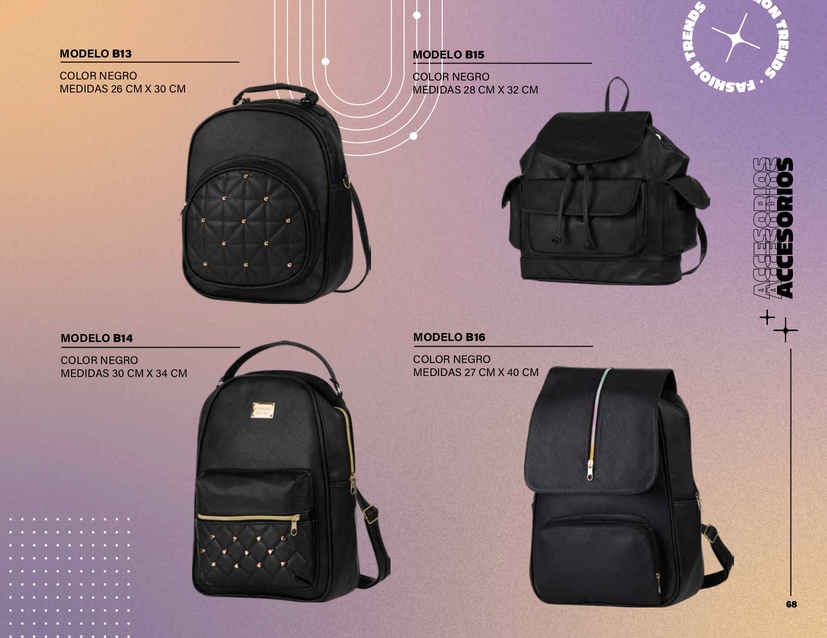 MODELO B13
COLOR NEGRO
MEDIDAS 26 CM X 30 CM
MODELO B15
COLOR NEGRO
MEDIDAS 28 CM X 32 CM
FASHION TRENDS · FASHION TRENDS
ACCESORIOS
ACCESORIOS
MODELO B14
COLOR NEGRO
MEDIDAS 30 CM X 34 CM
MODELO B16
COLOR NEGRO
MEDIDAS 27 CM X 40 CM
68